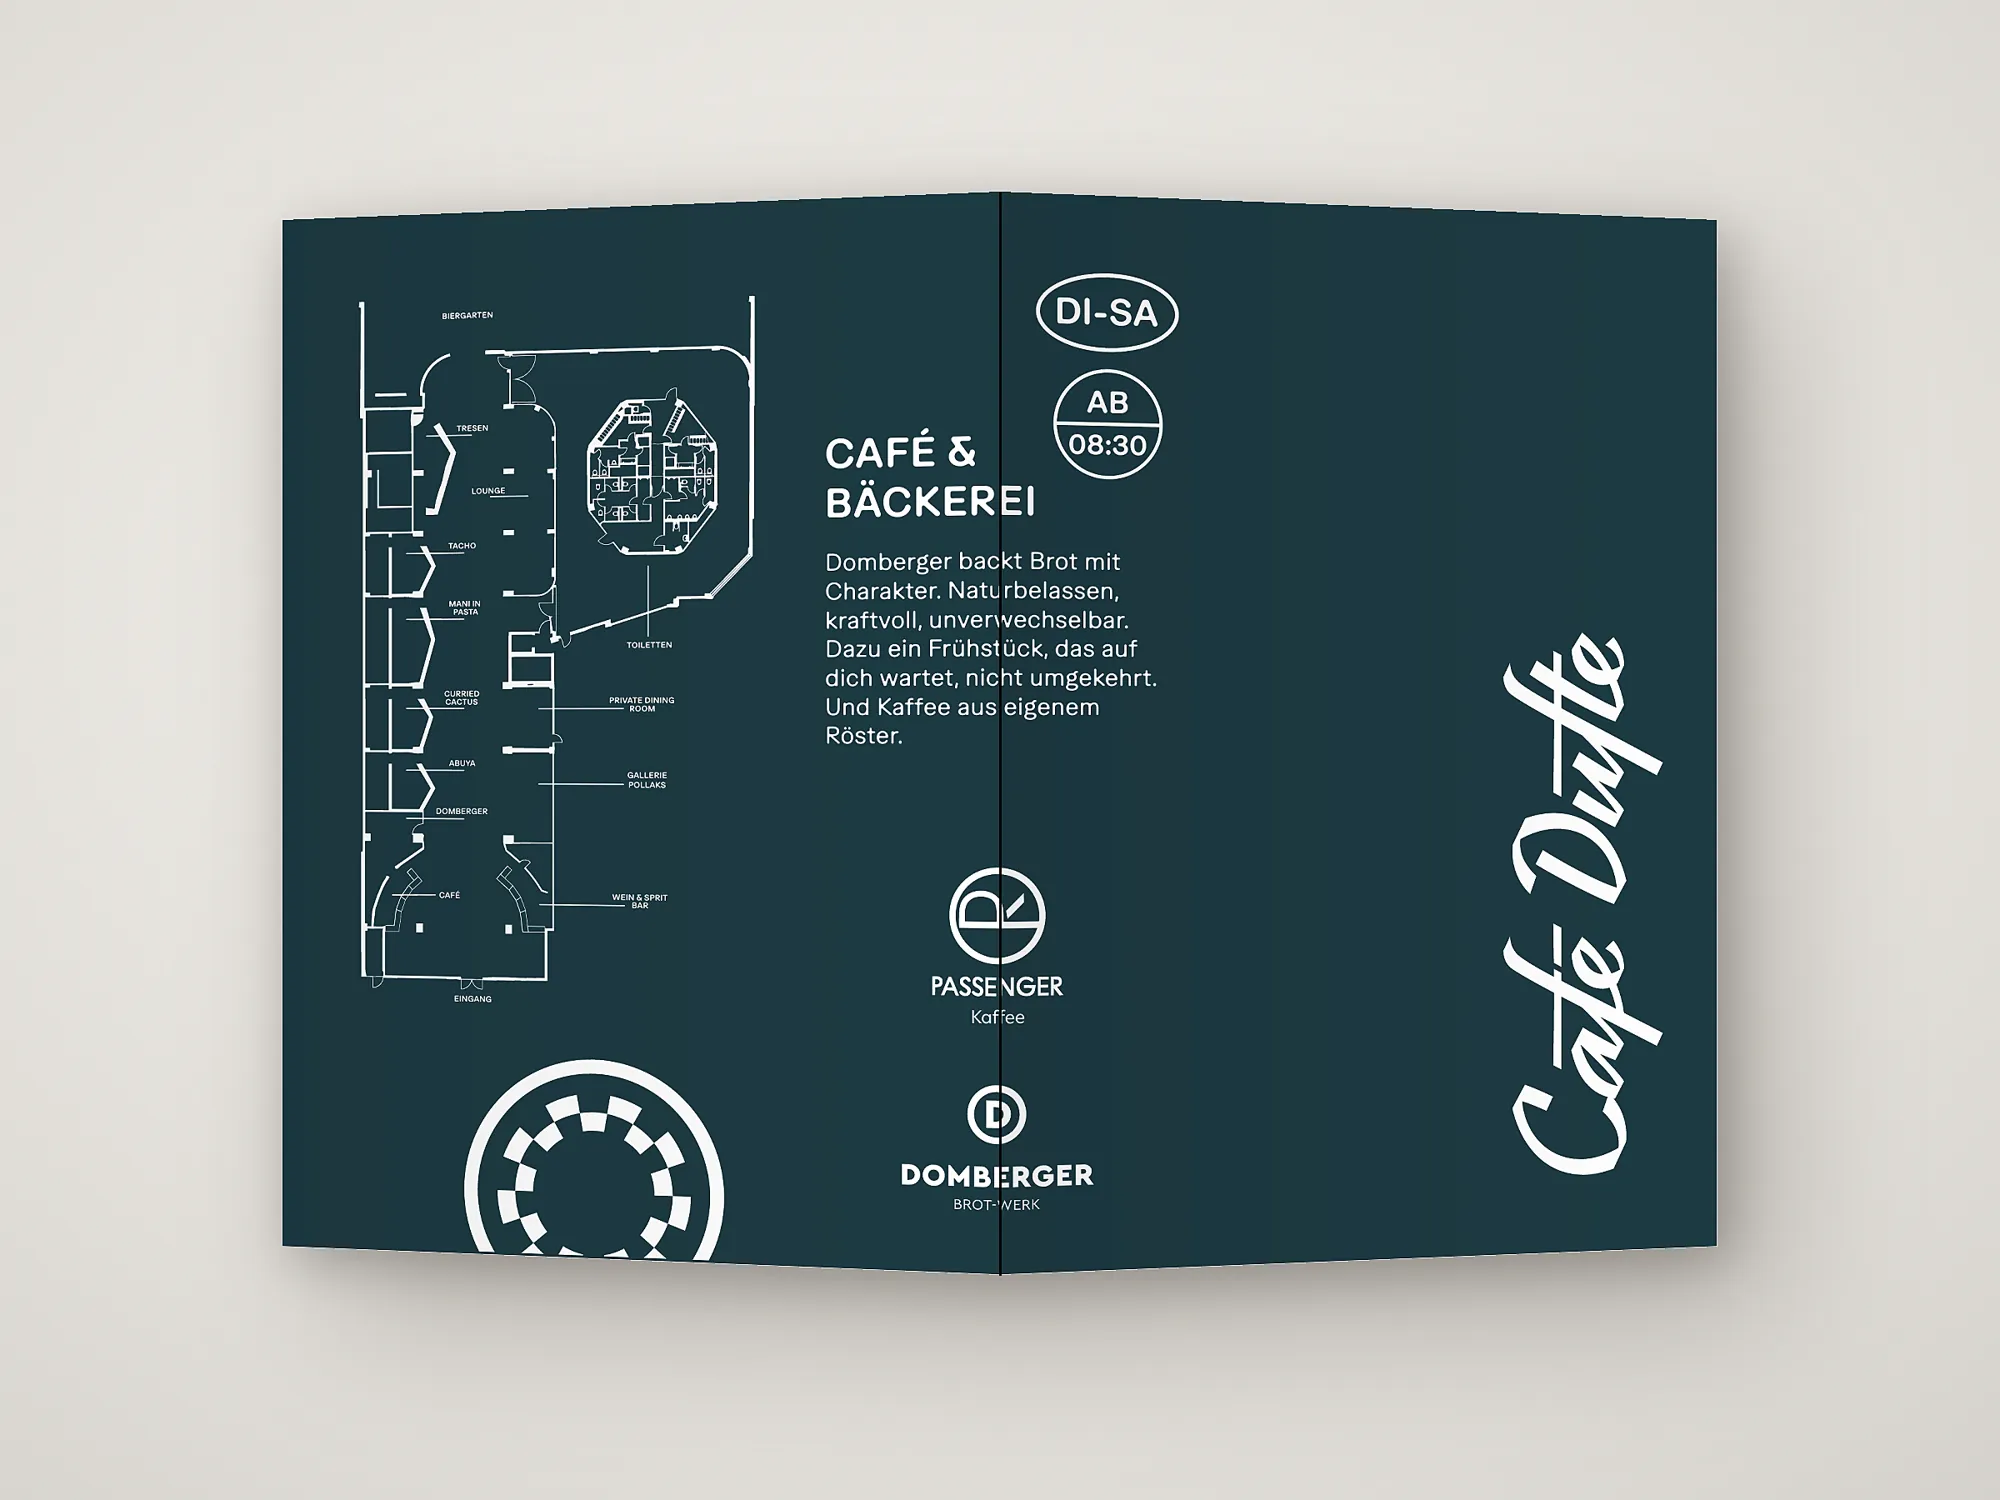 BIERGARTEN
TRESEN
LOUNGE
TACHO
MANI IN
PASTA
TOILETTEN
CURRIED
CACTUS
PRIVATE DINING
ROOM
ABUYA
GALLERIE
POLLAKS
DOMBERGER
CAFÉ
WEIN & SPRIT
BAR
EINGANG
DI-SA
AB
08:30
CAFÉ &
BÄCKEREI
Domberger backt Brot mit
Charakter. Naturbelassen,
kraftvoll, unverwechselbar.
Dazu ein Frühstück, das auf
dich wartet, nicht umgekehrt.
Und Kaffee aus eigenem
Röster.
R
PASSENGER
Kaffee
D
DOMBERGER
BROT-WERK
Cafe Dufte